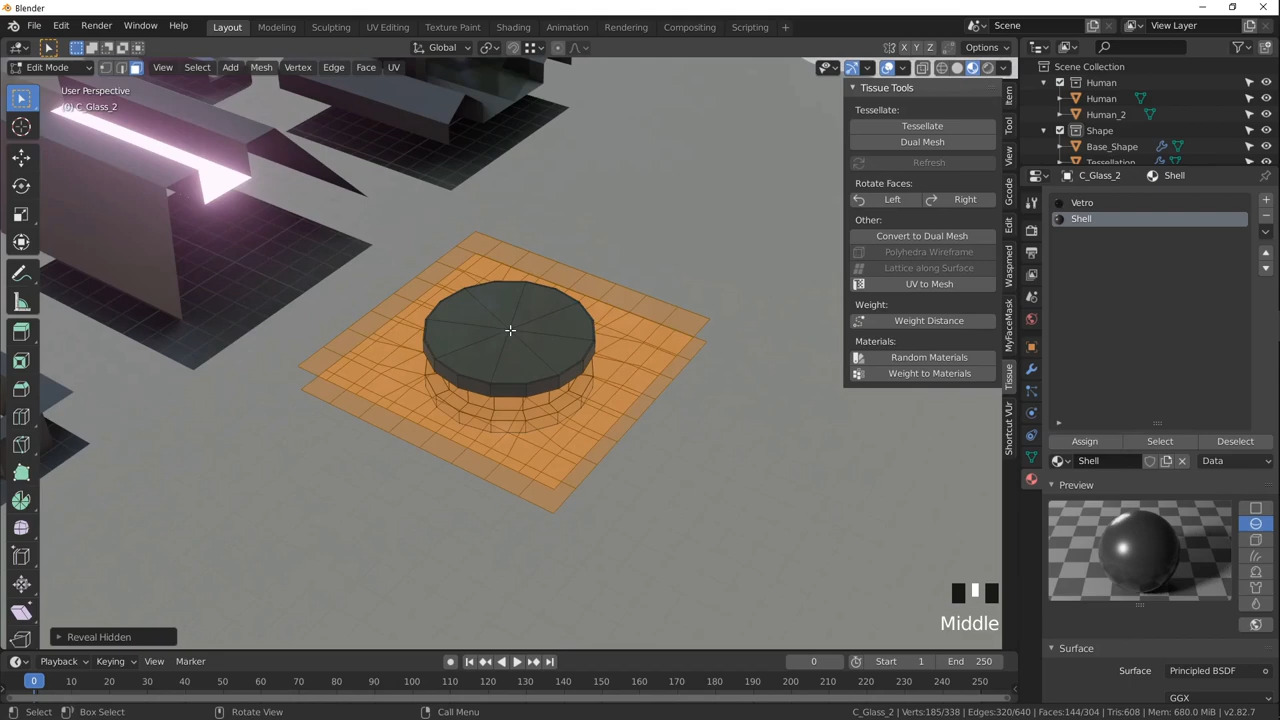 Blender
File Edit Render Window Help Layout Modeling Sculpting UV Editing Texture Paint Shading Animation Rendering Compositing Scripting + Scene View Layer
Global X Y Z Options
Edit Mode View Select Add Mesh Vertex Edge Face UV
User Perspective
(0) C_Glass_2
Tissue Tools
Tessellate:
Tessellate
Dual Mesh
Refresh
Rotate Faces:
Left Right
Other:
Convert to Dual Mesh
Polyhedra Wireframe
Lattice along Surface
UV to Mesh
Weight:
Weight Distance
Materials:
Random Materials
Weight to Materials
Item
Tool
View
Gcode
Edit
Waspmed
MyFaceMask
Tissue
Shortcut VUr
Scene Collection
Human
Human
Human_2
Shape
Base_Shape
Tessellation
C_Glass_2 Shell
Vetro
Shell
Assign Select Deselect
Shell Data
Preview
Surface
Surface Principled BSDF
GGX
Middle
Reveal Hidden
Playback Keying View Marker 0 Start 1 End 250
0 10 20 30 40 50 60 70 80 90 100 110 120 130 140 150 160 170 180 190 200 210 220 230 240 250
Select Box Select Rotate View Call Menu C_Glass_2 | Verts:185/338 | Edges:320/640 | Faces:144/304 | Tris:608 | Mem: 680.0 MiB | v2.82.7